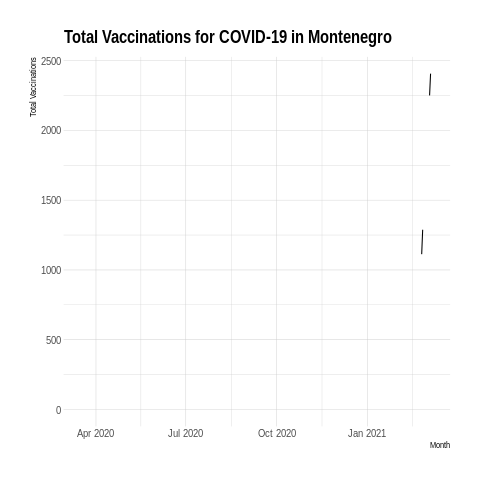 Total Vaccinations for COVID-19 in Montenegro
Total Vaccinations
2500
2000
1500
1000
500
0
Apr 2020 Jul 2020 Oct 2020 Jan 2021
Month